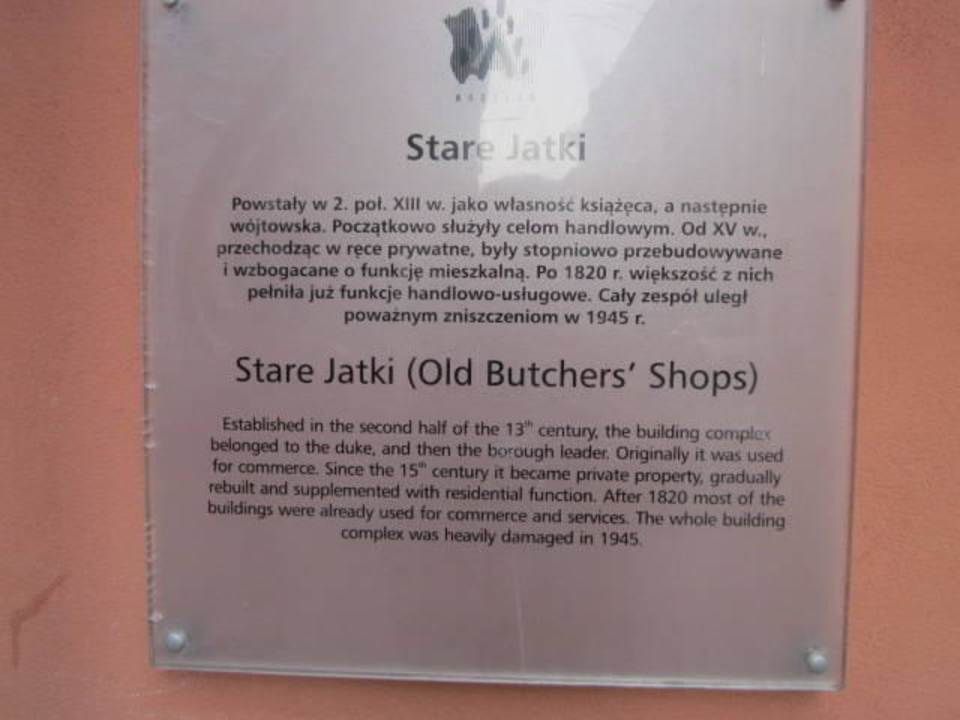 Stare Jatki
Powstały w 2. poł. XIII w. jako własność książęca, a następnie
wójtowska. Początkowo służyły celom handlowym. Od XV w.,
przechodząc w ręce prywatne, były stopniowo przebudowywane
i wzbogacane o funkcję mieszkalną. Po 1820 r. większość z nich
pełniła już funkcje handlowo-usługowe. Cały zespół uległ
poważnym zniszczeniom w 1945 r.
Stare Jatki (Old Butchers’ Shops)
Established in the second half of the 13th century, the building complex
belonged to the duke, and then the borough leader. Originally it was used
for commerce. Since the 15th century it became private property, gradually
rebuilt and supplemented with residential function. After 1820 most of the
buildings were already used for commerce and services. The whole building
complex was heavily damaged in 1945.